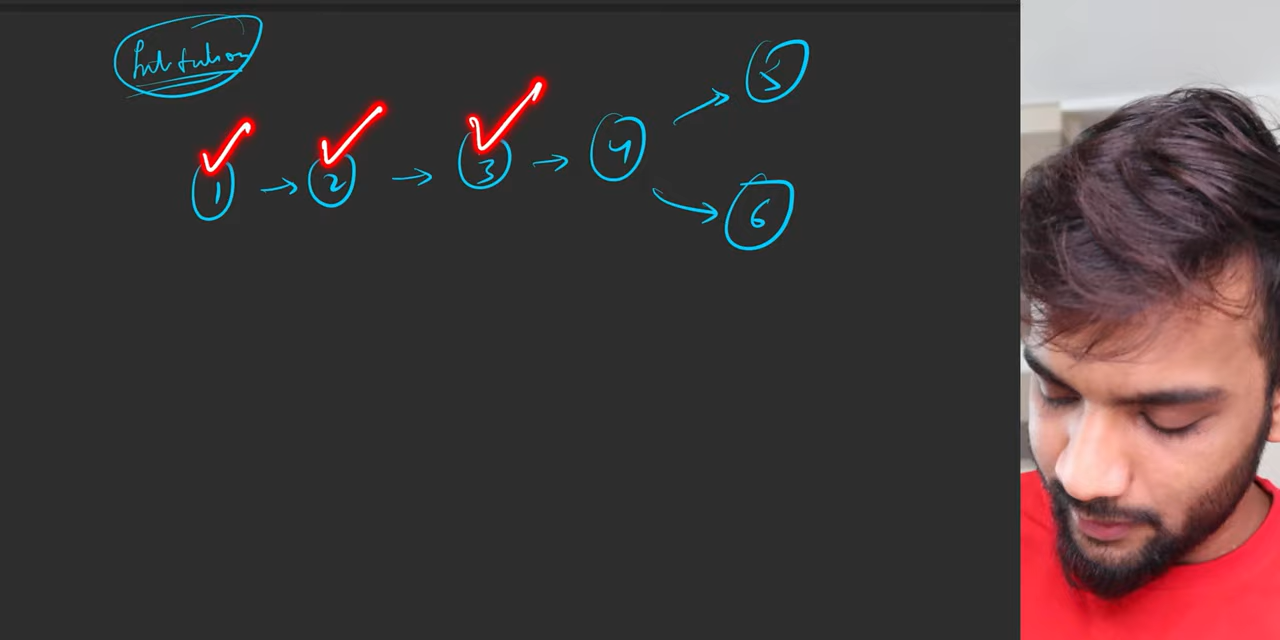 Intuition
1 → 2 → 3 → 4 → 5
→ 6